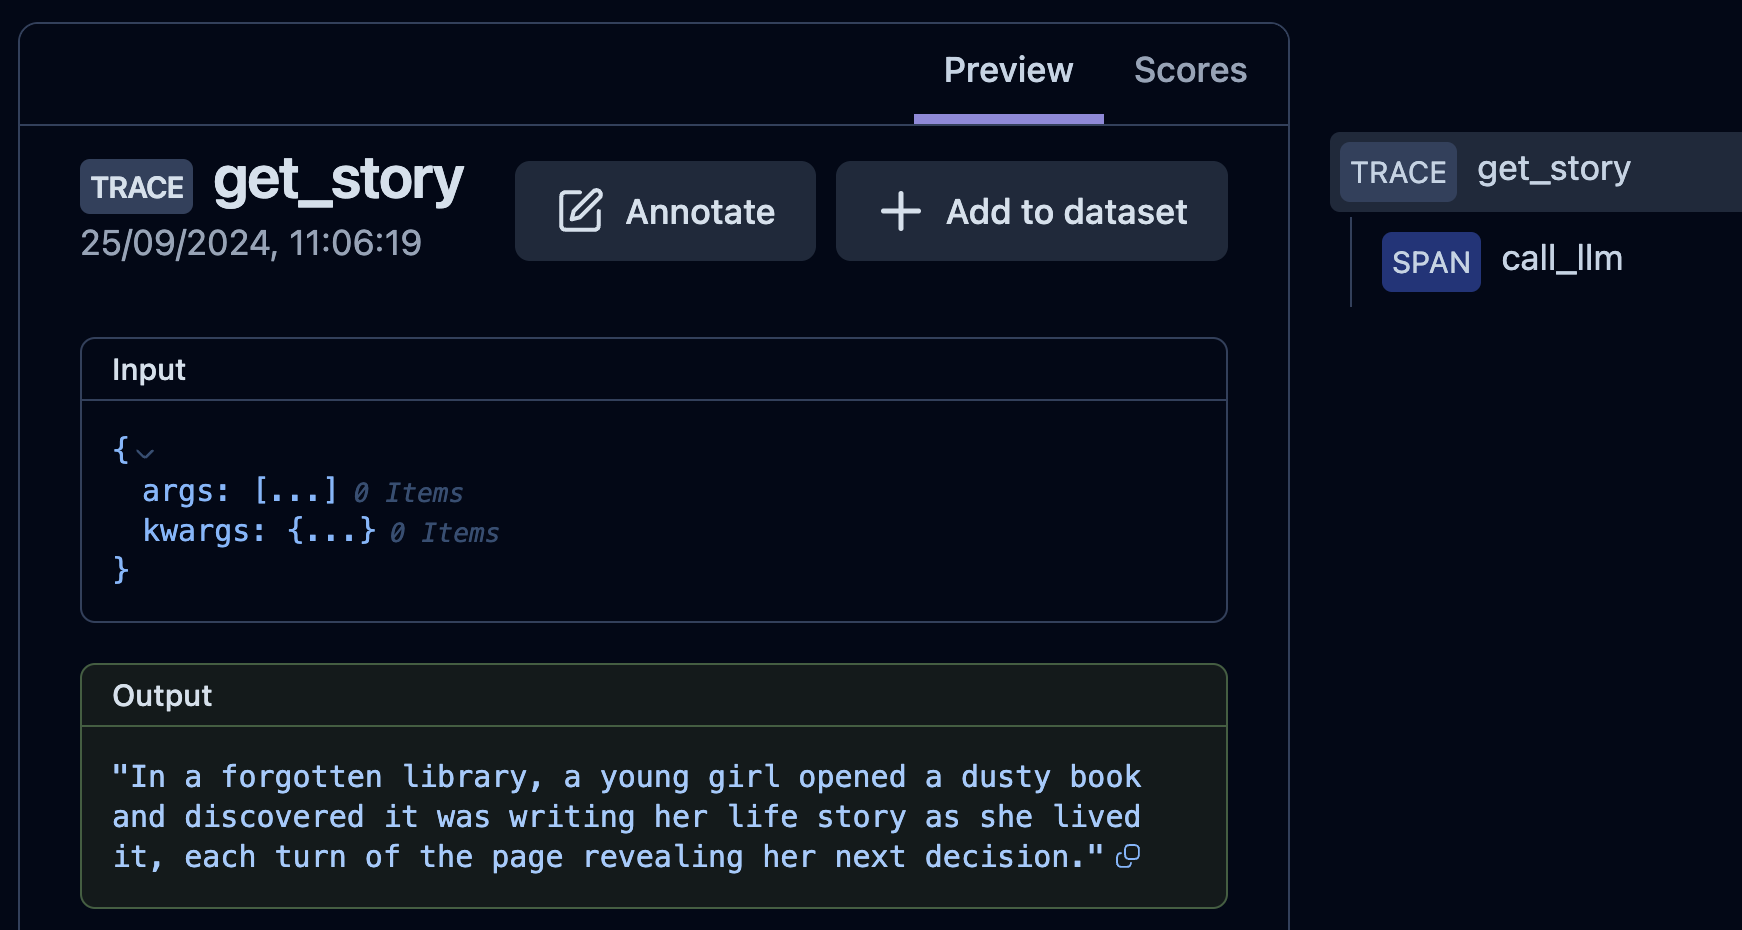 Preview Scores
TRACE get_story
25/09/2024, 11:06:19
Annotate
Add to dataset
Input
{
args: [...] 0 Items
kwargs: {...} 0 Items
}
Output
"In a forgotten library, a young girl opened a dusty book
and discovered it was writing her life story as she lived
it, each turn of the page revealing her next decision."
TRACE get_story
SPAN call_llm